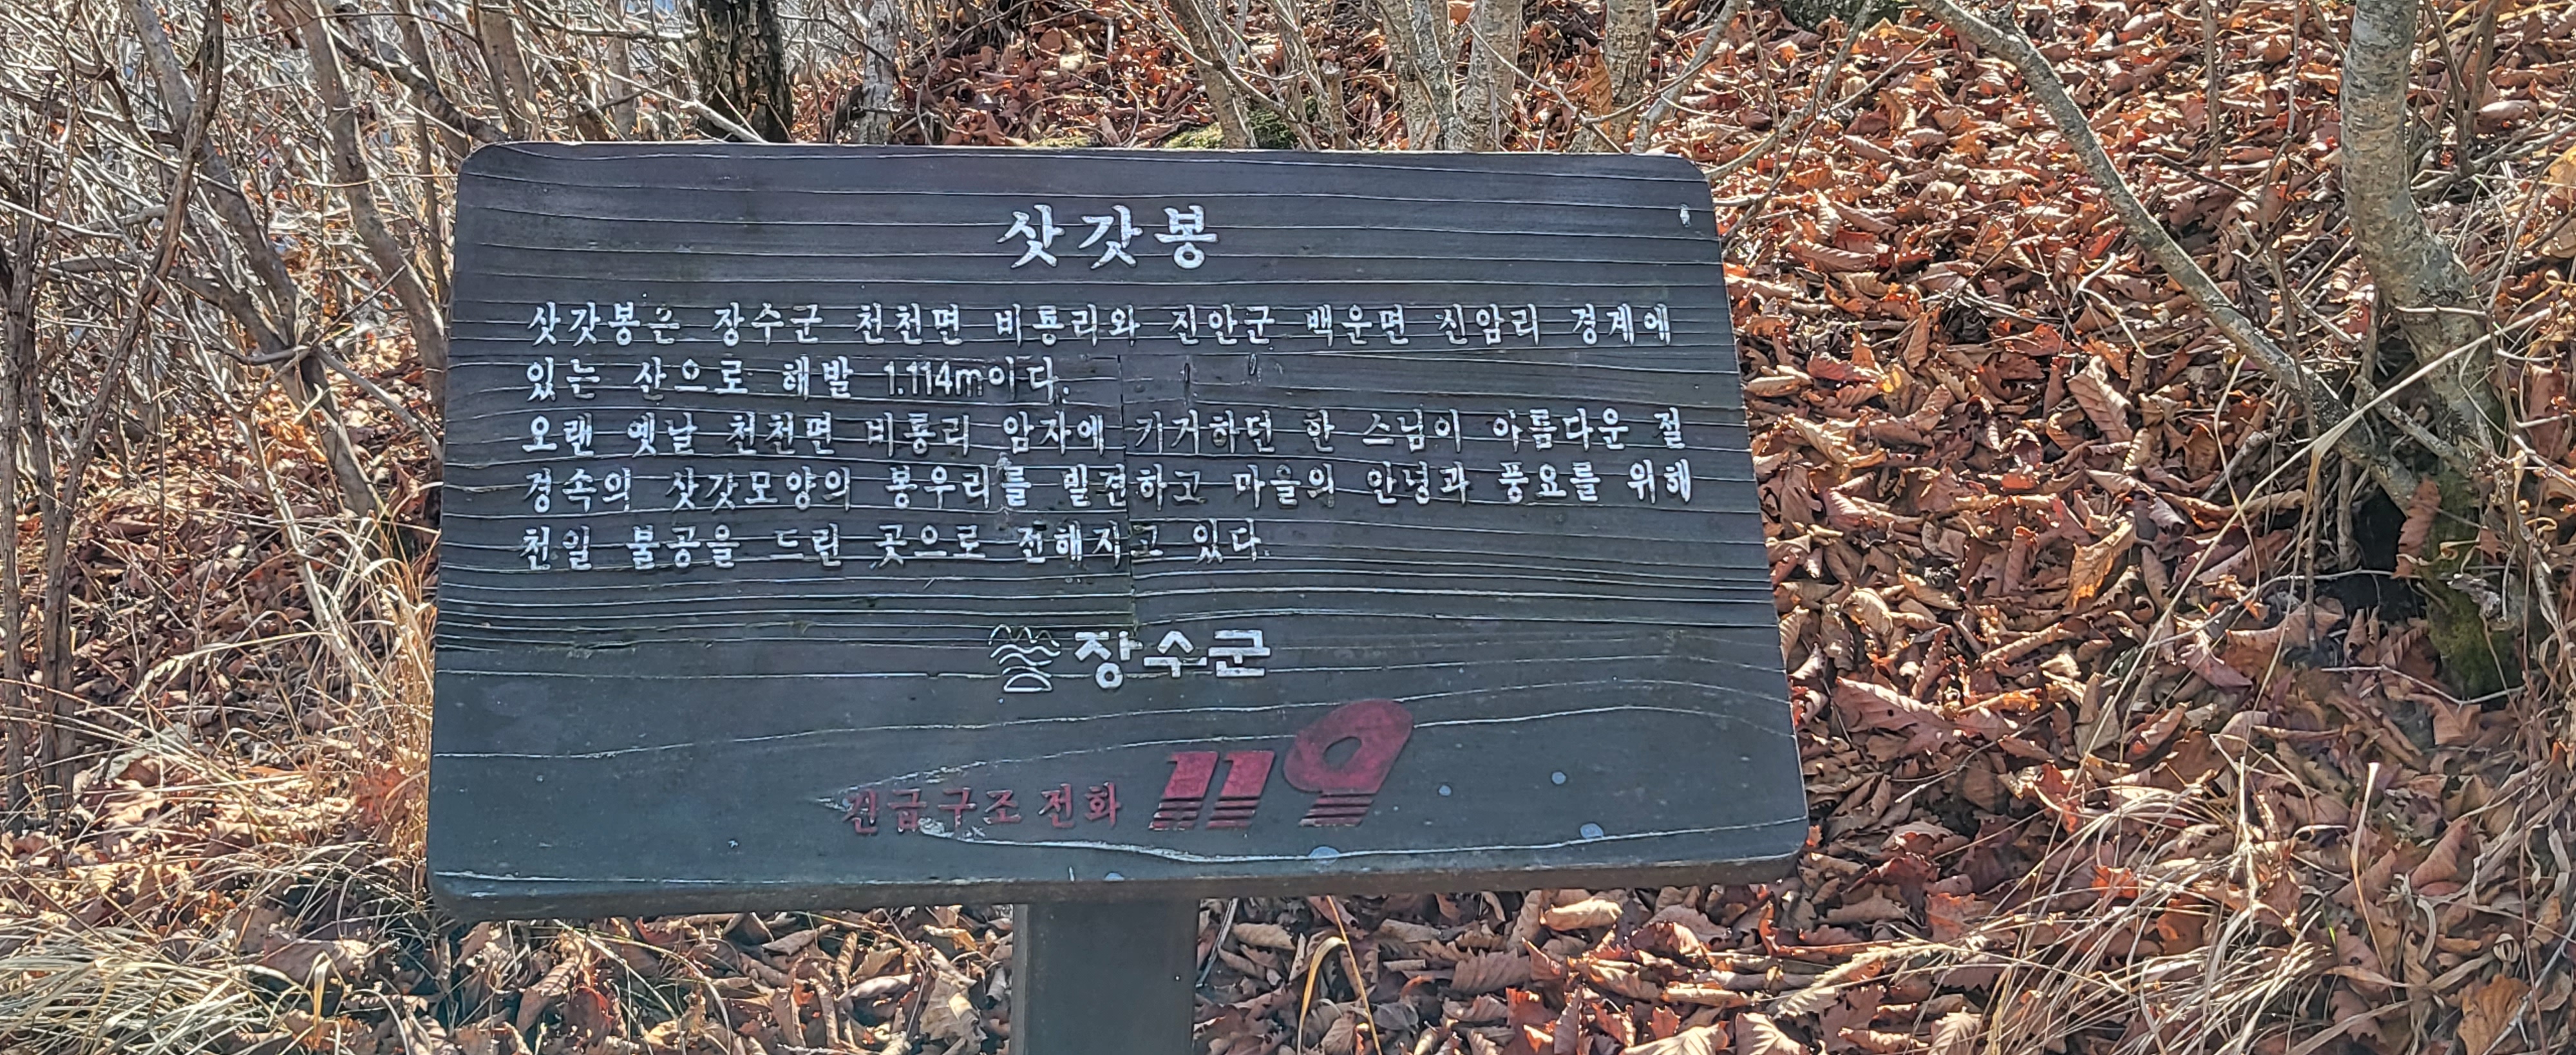 삿갓봉
삿갓봉은 장수군 천천면 비룡리와 진안군 백운면 신암리 경계에
있는 산으로 해발 1.114m이다.
오랜 옛날 천천면 비룡리 암자에 기거하던 한 스님이 아름다운 절
경속의 삿갓모양의 봉우리를 발견하고 마을의 안녕과 풍요를 위해
천일 불공을 드린 곳으로 전해지고 있다.
장수군
긴급구조 전화 119